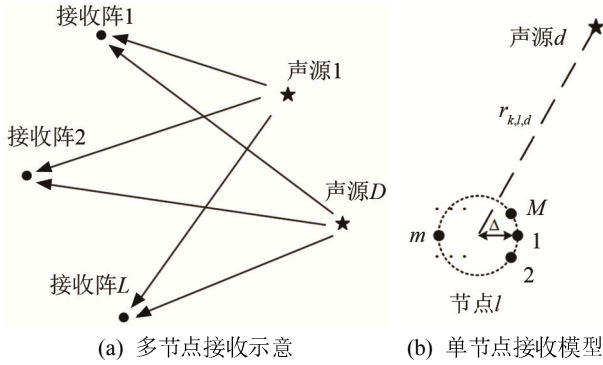 接收阵1
声源1
接收阵2
声源D
接收阵L
(a) 多节点接收示意
声源d
r_{k,l,d}
M
Δ
m
1
2
节点l
(b) 单节点接收模型